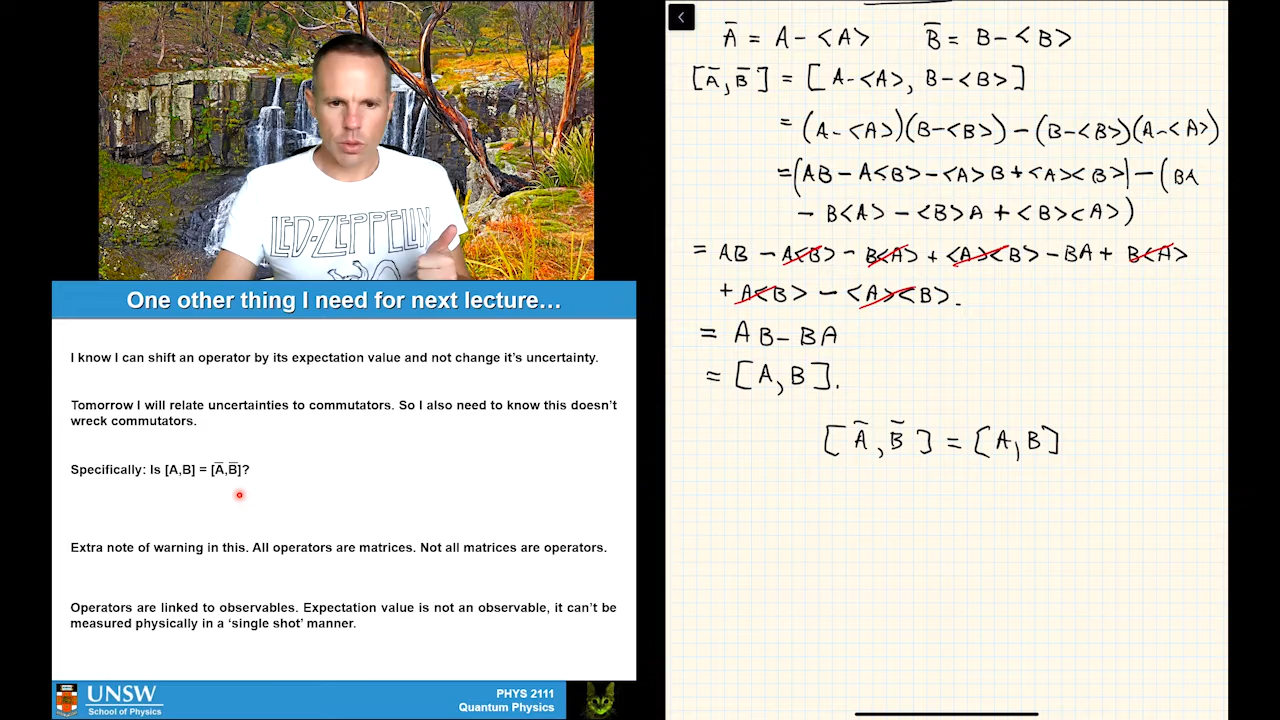 LED-ZEPPELIN
One other thing I need for next lecture…
I know I can shift an operator by its expectation value and not change it's uncertainty.
Tomorrow I will relate uncertainties to commutators. So I also need to know this doesn't
wreck commutators.
Specifically: Is [A,B] = [A̅,B̅]?
Extra note of warning in this. All operators are matrices. Not all matrices are operators.
Operators are linked to observables. Expectation value is not an observable, it can't be
measured physically in a 'single shot' manner.
UNSW
School of Physics
PHYS 2111
Quantum Physics
A̅ = A - <A> B̅ = B - <B>
[A̅, B̅] = [A - <A>, B - <B>]
= (A - <A>)(B - <B>) - (B - <B>)(A - <A>)
= (AB - A<B> - <A>B + <A><B>) - (BA
- B<A> - <B>A + <B><A>)
= AB - A<B> - B<A> + <A><B> - BA + B<A>
+ A<B> - <A><B>.
= AB - BA
= [A, B].
[A̅, B̅] = [A, B]